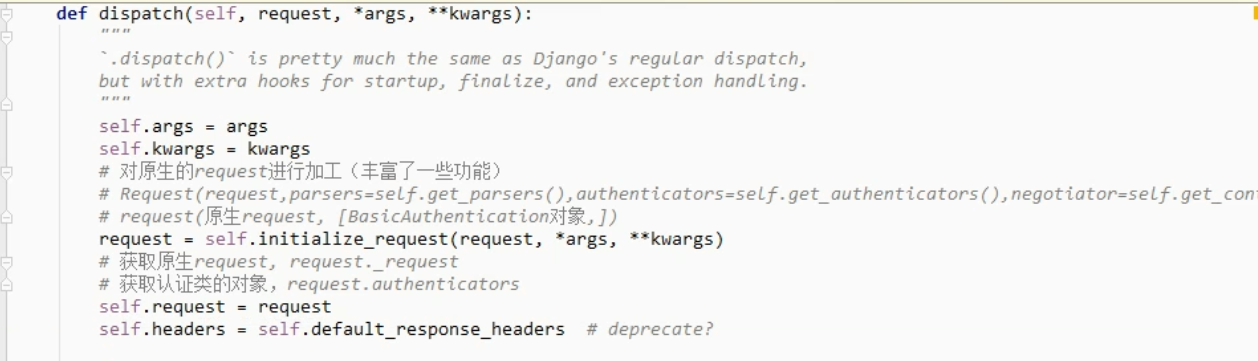 def dispatch(self, request, *args, **kwargs):
"""
`.dispatch()` is pretty much the same as Django's regular dispatch,
but with extra hooks for startup, finalize, and exception handling.
"""
self.args = args
self.kwargs = kwargs
# 对原生的request进行加工（丰富了一些功能）
# Request(request,parsers=self.get_parsers(),authenticators=self.get_authenticators(),negotiator=self.get_con
# request(原生request, [BasicAuthentication对象,])
request = self.initialize_request(request, *args, **kwargs)
# 获取原生request, request._request
# 获取认证类的对象，request.authenticators
self.request = request
self.headers = self.default_response_headers  # deprecate?